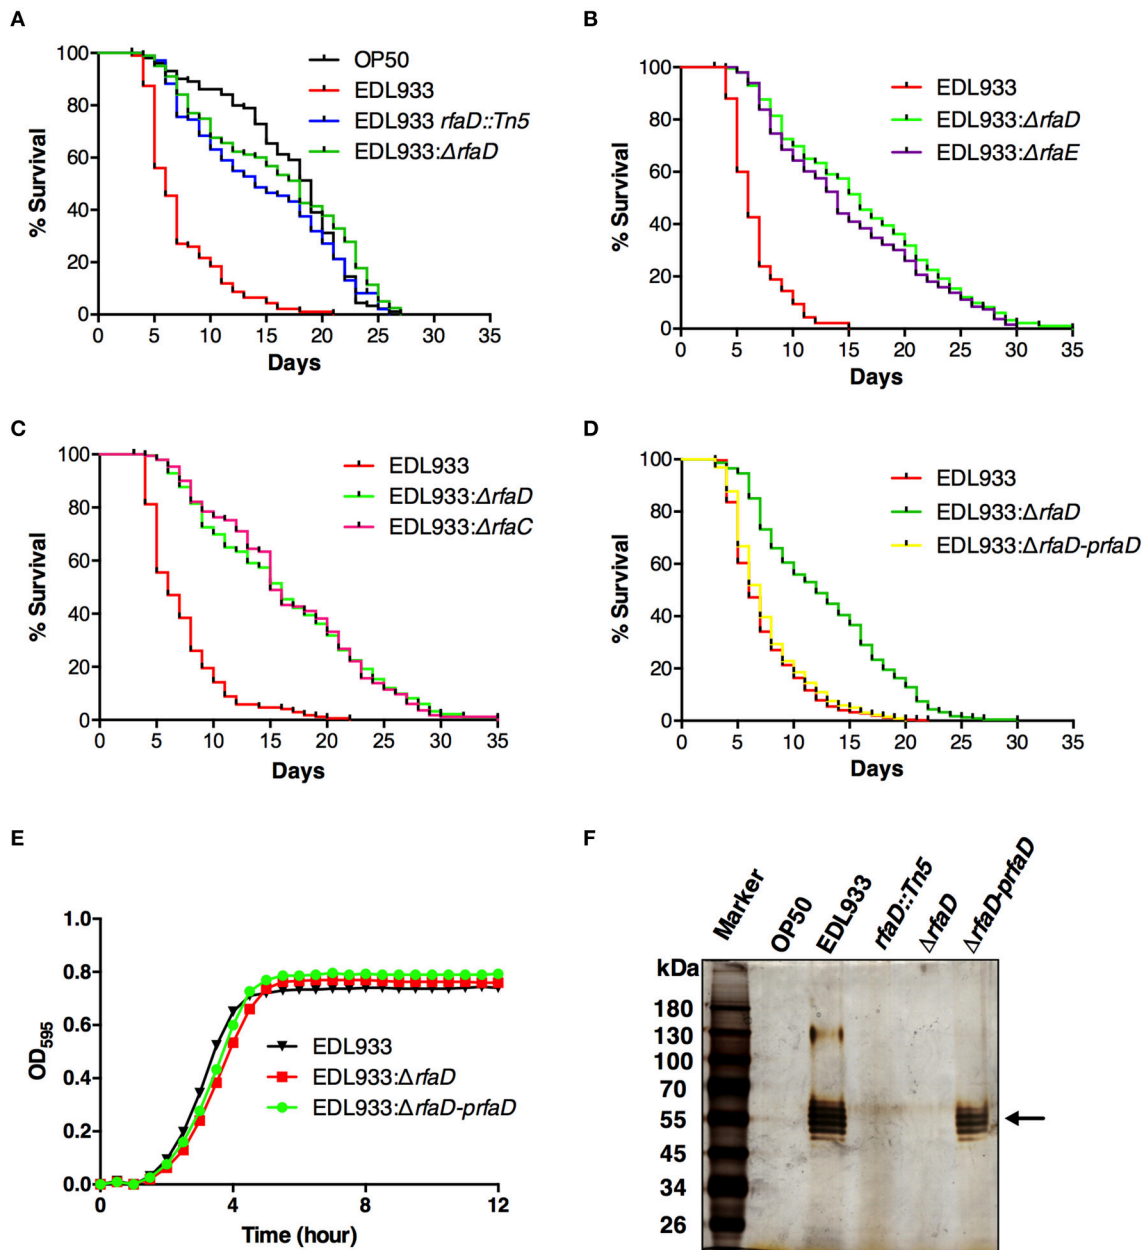 A
100
80
60
40
20
0
% Survival
0 5 10 15 20 25 30 35
Days
OP50
EDL933
EDL933 rfaD::Tn5
EDL933:ΔrfaD
B
100
80
60
40
20
0
% Survival
0 5 10 15 20 25 30 35
Days
EDL933
EDL933:ΔrfaD
EDL933:ΔrfaE
C
100
80
60
40
20
0
% Survival
0 5 10 15 20 25 30 35
Days
EDL933
EDL933:ΔrfaD
EDL933:ΔrfaC
D
100
80
60
40
20
0
% Survival
0 5 10 15 20 25 30 35
Days
EDL933
EDL933:ΔrfaD
EDL933:ΔrfaD-prfaD
E
1.0
0.8
0.6
0.4
0.2
0.0
OD595
0 4 8 12
Time (hour)
EDL933
EDL933:ΔrfaD
EDL933:ΔrfaD-prfaD
F
Marker
OP50
EDL933
rfaD::Tn5
ΔrfaD
ΔrfaD-prfaD
kDa
180
130
100
70
55
45
34
26